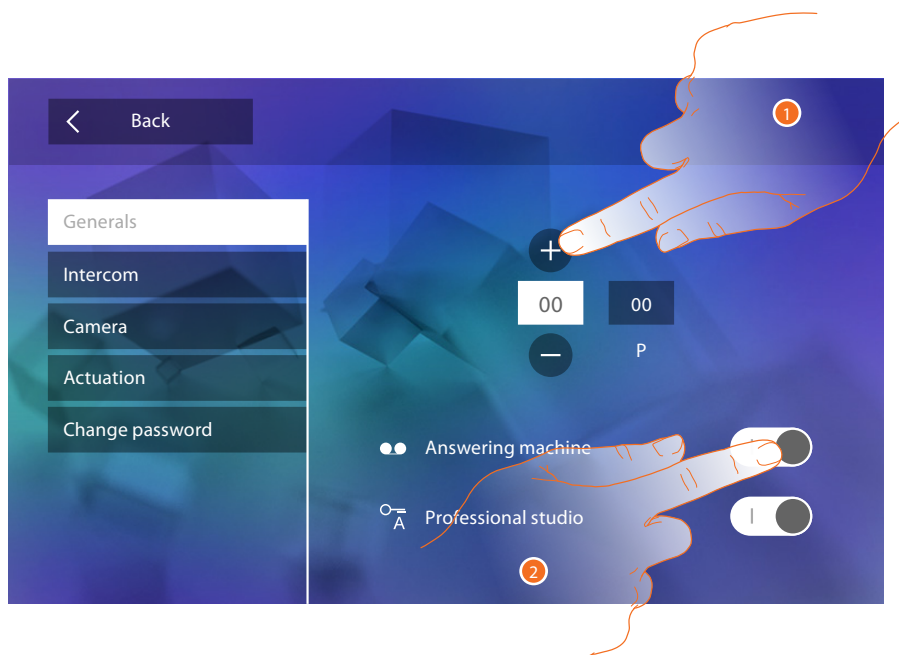 Back
1
Generals
Intercom
Camera
Actuation
Change password
+
00 00
−
P
Answering machine
A Professional studio
2